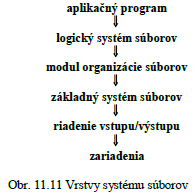 aplikačný program
⇓
logický systém súborov
⇓
modul organizácie súborov
⇓
základný systém súborov
⇓
riadenie vstupu/výstupu
⇓
zariadenia
Obr. 11.11 Vrstvy systému súborov